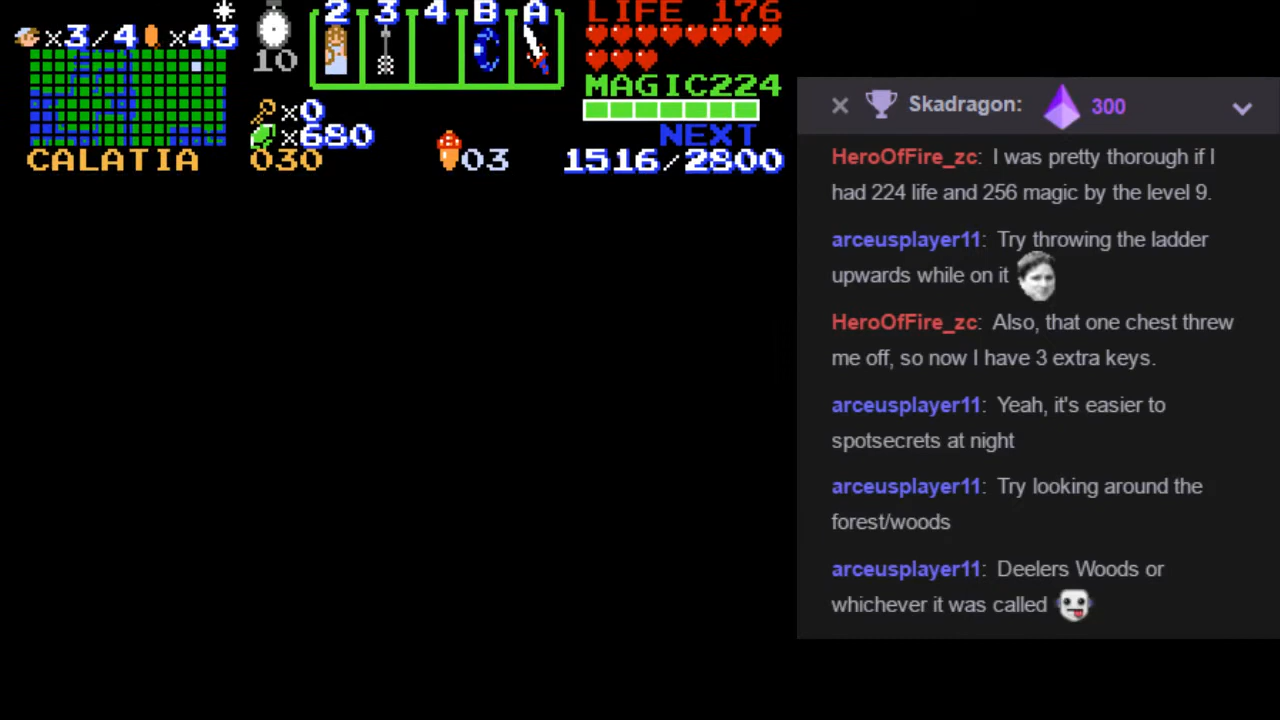 2 3 4 B A
LIFE 176
×3/4 ×43
10
MAGIC224
×0
NEXT
×680
CALATIA 030 03 1516/2800
Skadragon: 300
HeroOfFire_zc: I was pretty thorough if I
had 224 life and 256 magic by the level 9.
arceusplayer11: Try throwing the ladder
upwards while on it
HeroOfFire_zc: Also, that one chest threw
me off, so now I have 3 extra keys.
arceusplayer11: Yeah, it's easier to
spotsecrets at night
arceusplayer11: Try looking around the
forest/woods
arceusplayer11: Deelers Woods or
whichever it was called